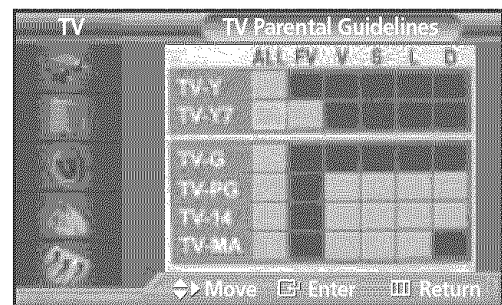 TV TV Parental Guidelines
ALL FV V S L D
TV-Y
TV-Y7
TV-G
TV-PG
TV-14
TV-MA
Move Enter Return